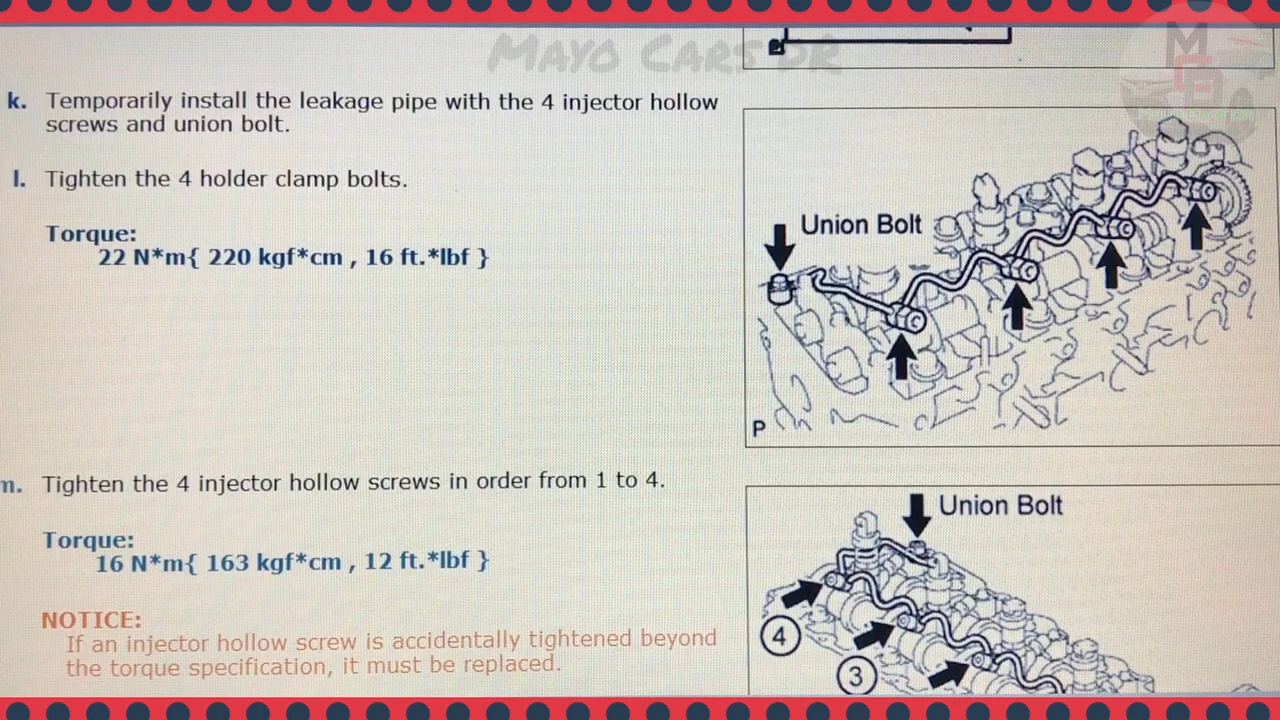 MAYO CARS DR
k. Temporarily install the leakage pipe with the 4 injector hollow
screws and union bolt.
l. Tighten the 4 holder clamp bolts.
Torque:
22 N*m{ 220 kgf*cm , 16 ft.*lbf }
Union Bolt
P
m. Tighten the 4 injector hollow screws in order from 1 to 4.
Torque:
16 N*m{ 163 kgf*cm , 12 ft.*lbf }
NOTICE:
If an injector hollow screw is accidentally tightened beyond
the torque specification, it must be replaced.
Union Bolt
4
3